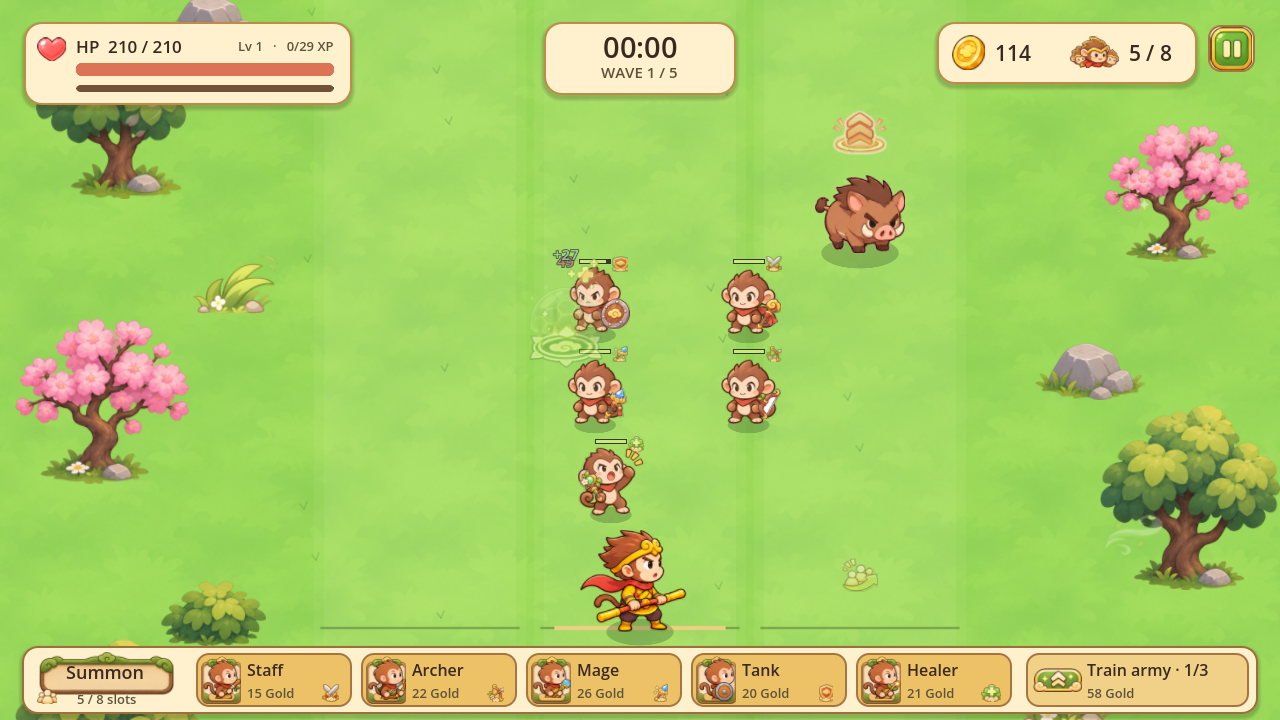 HP 210 / 210
Lv 1 · 0/29 XP
00:00
WAVE 1 / 5
114
5 / 8
+27
Summon
5 / 8 slots
Staff
15 Gold
Archer
22 Gold
Mage
26 Gold
Tank
20 Gold
Healer
21 Gold
Train army · 1/3
58 Gold